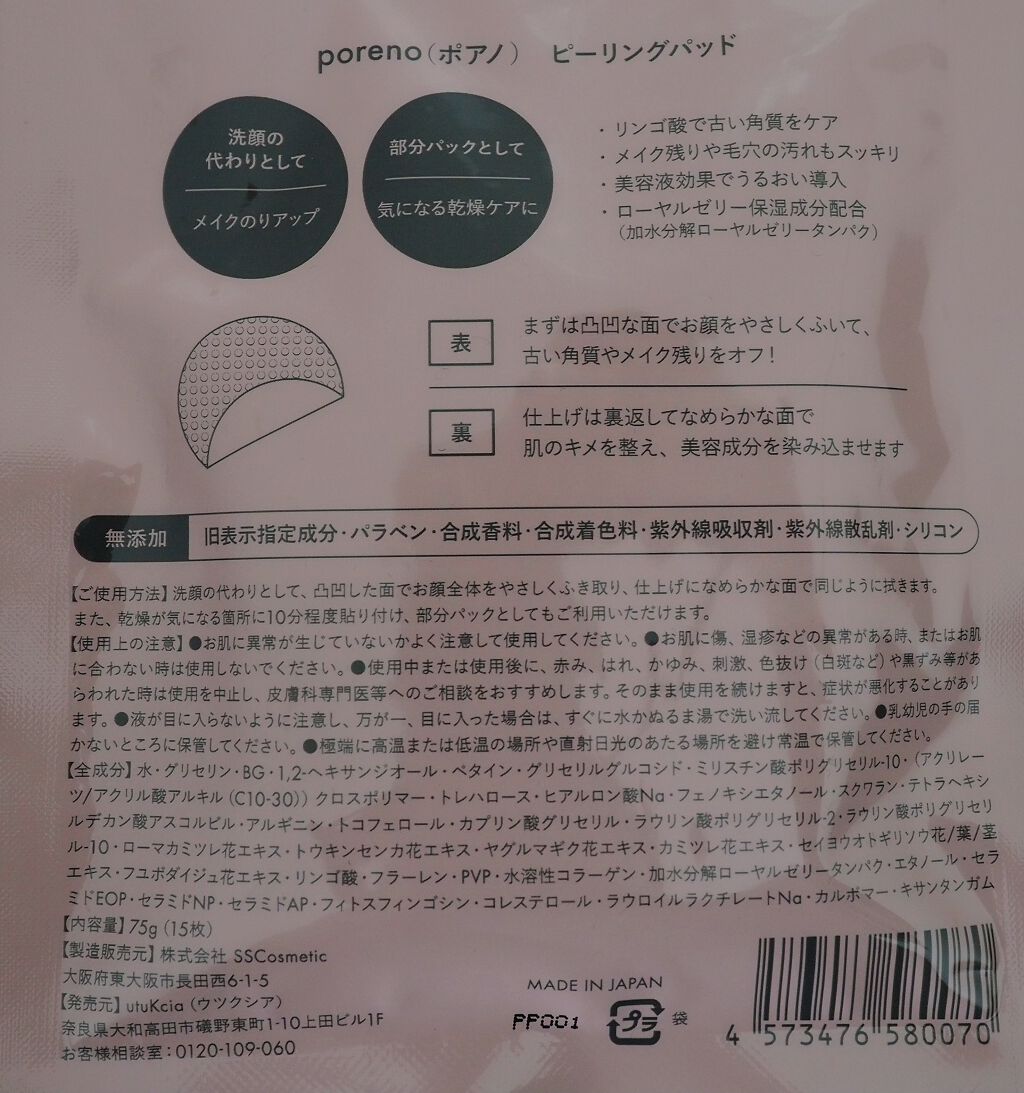 poreno（ポアノ） ピーリングパッド
洗顔の
代わりとして
メイクのりアップ
部分パックとして
気になる乾燥ケアに
・リンゴ酸で古い角質をケア
・メイク残りや毛穴の汚れもスッキリ
・美容液効果でうるおい導入
・ローヤルゼリー保湿成分配合
（加水分解ローヤルゼリータンパク）
表
まずは凸凹な面でお顔をやさしくふいて、
古い角質やメイク残りをオフ！
裏
仕上げは裏返してなめらかな面で
肌のキメを整え、美容成分を染み込ませます
無添加 旧表示指定成分・パラベン・合成香料・合成着色料・紫外線吸収剤・紫外線散乱剤・シリコン
【ご使用方法】洗顔の代わりとして、凸凹した面でお顔全体をやさしくふき取り、仕上げになめらかな面で同じように拭きます。
また、乾燥が気になる箇所に10分程度貼り付け、部分パックとしてもご利用いただけます。
【使用上の注意】●お肌に異常が生じていないかよく注意して使用してください。●お肌に傷、湿疹などの異常がある時、またはお肌
に合わない時は使用しないでください。●使用中または使用後に、赤み、はれ、かゆみ、刺激、色抜け（白斑など）や黒ずみ等があ
らわれた時は使用を中止し、皮膚科専門医等へのご相談をおすすめします。そのまま使用を続けますと、症状が悪化することがあり
ます。●液が目に入らないように注意し、万が一、目に入った場合は、すぐに水かぬるま湯で洗い流してください。●乳幼児の手の届
かないところに保管してください。●極端に高温または低温の場所や直射日光のあたる場所を避け常温で保管してください。
【全成分】水・グリセリン・BG・1,2-ヘキサンジオール・ベタイン・グリセリルグルコシド・ミリスチン酸ポリグリセリル-10・（アクリレー
ツ/アクリル酸アルキル（C10-30））クロスポリマー・トレハロース・ヒアルロン酸Na・フェノキシエタノール・スクワラン・テトラヘキシ
ルデカン酸アスコルビル・アルギニン・トコフェロール・カプリン酸グリセリル・ラウリン酸ポリグリセリル-2・ラウリン酸ポリグリセリ
ル-10・ローマカミツレ花エキス・トウキンセンカ花エキス・ヤグルマギク花エキス・カミツレ花エキス・セイヨウオトギリソウ花/葉/茎
エキス・フユボダイジュ花エキス・リンゴ酸・フラーレン・PVP・水溶性コラーゲン・加水分解ローヤルゼリータンパク・エタノール・セラ
ミドEOP・セラミドNP・セラミドAP・フィトスフィンゴシン・コレステロール・ラウロイルラクチレートNa・カルボマー・キサンタンガム
【内容量】75g（15枚）
【製造販売元】株式会社 SSCosmetic
大阪府東大阪市長田西6-1-5
【発売元】utuKcia（ウツクシア）
奈良県大和高田市礒野東町1-10上田ビル1F
お客様相談室：0120-109-060
MADE IN JAPAN
PP001
プラ 袋
4 573476 580070